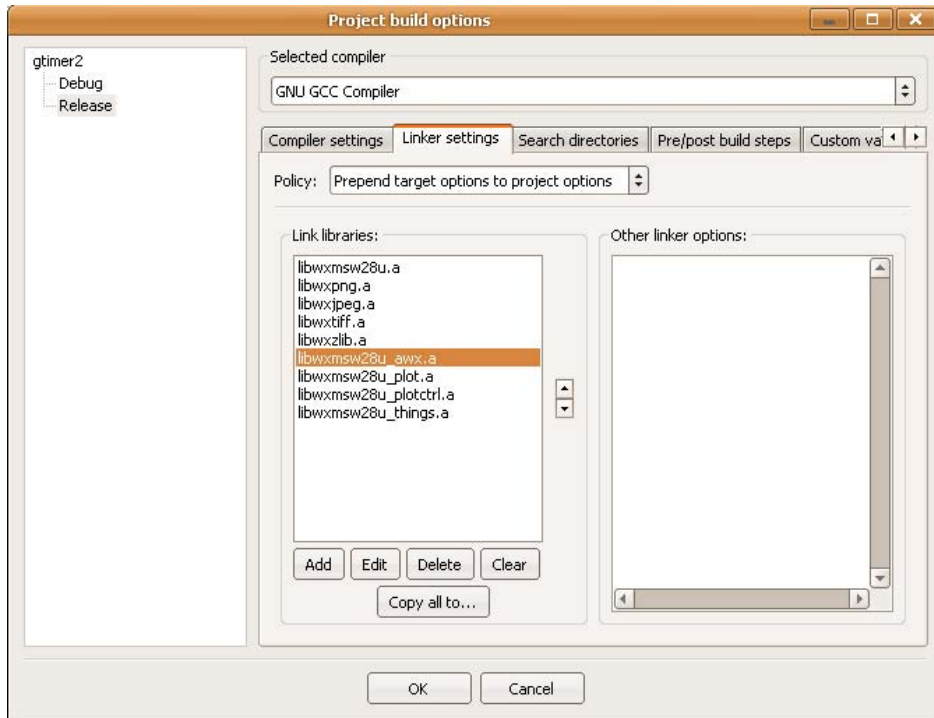 Project build options
gtimer2
Debug
Release
Selected compiler
GNU GCC Compiler
Compiler settings
Linker settings
Search directories
Pre/post build steps
Custom va
Policy:
Prepend target options to project options
Link libraries:
libwxmsw28u.a
libwxpng.a
libwxjpeg.a
libwxtiff.a
libwxzlib.a
libwxmsw28u_awx.a
libwxmsw28u_plot.a
libwxmsw28u_plotctrl.a
libwxmsw28u_things.a
Add
Edit
Delete
Clear
Copy all to...
Other linker options:
OK
Cancel